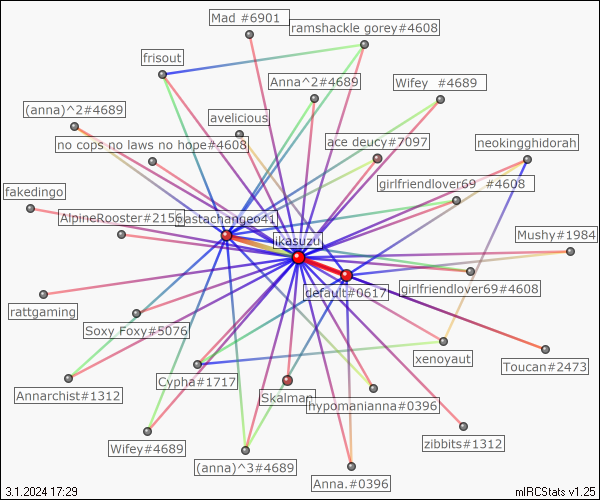 Mad #6901
ramshackle gorey#4608
frisout
Anna^2#4689
Wifey #4689
(anna)^2#4689
avelicious
no cops no laws no hope#4608
ace deucy#7097
neokingghidorah
fakedingo
girlfriendlover69 #4608
AlpineRooster#2156
astachangeo41
ikasuzu
Mushy#1984
default#0617
girlfriendlover69#4608
rattgaming
Soxy Foxy#5076
xenoyaut
Toucan#2473
Annarchist#1312
Cypha#1717
Skalman
hypomanianna#0396
Wifey#4689
zibbits#1312
(anna)^3#4689
Anna.#0396
3.1.2024 17:29
mIRCStats v1.25